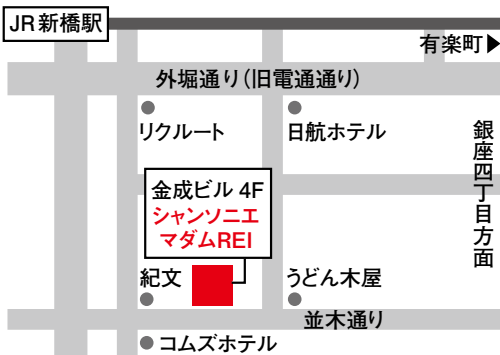 JR新橋駅
有楽町▶
外堀通り(旧電通通り)
リクルート
日航ホテル
銀座四丁目方面
金成ビル 4F
シャンソニエ
マダムREI
紀文
うどん木屋
並木通り
コムズホテル